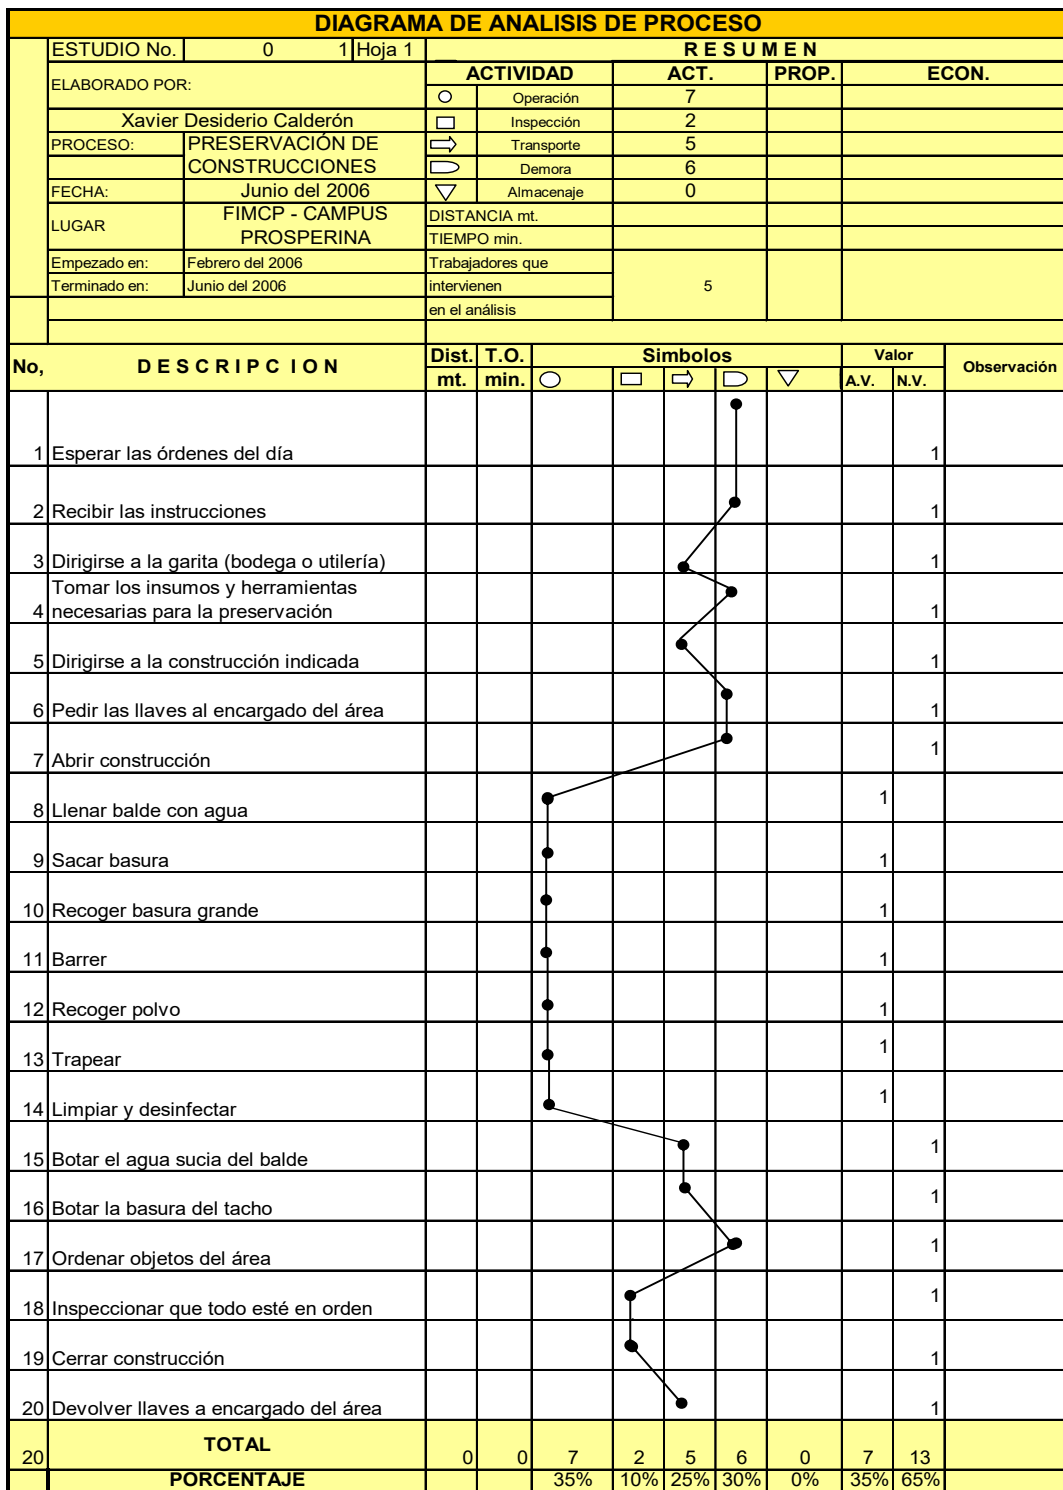 DIAGRAMA DE ANALISIS DE PROCESO
ESTUDIO No. 0 1 Hoja 1 R E S U M E N
ELABORADO POR: ACTIVIDAD ACT. PROP. ECON.
Operación 7
Xavier Desiderio Calderón Inspección 2
PROCESO: PRESERVACIÓN DE Transporte 5
CONSTRUCCIONES Demora 6
FECHA: Junio del 2006 Almacenaje 0
LUGAR FIMCP - CAMPUS DISTANCIA mt.
PROSPERINA TIEMPO min.
Empezado en: Febrero del 2006 Trabajadores que
Terminado en: Junio del 2006 intervienen 5
en el análisis
No, D E S C R I P C I O N Dist. T.O. Simbolos Valor Observación
mt. min. A.V. N.V.
1 Esperar las órdenes del día 1
2 Recibir las instrucciones 1
3 Dirigirse a la garita (bodega o utilería) 1
Tomar los insumos y herramientas
4 necesarias para la preservación 1
5 Dirigirse a la construcción indicada 1
6 Pedir las llaves al encargado del área 1
7 Abrir construcción 1
8 Llenar balde con agua 1
9 Sacar basura 1
10 Recoger basura grande 1
11 Barrer 1
12 Recoger polvo 1
13 Trapear 1
14 Limpiar y desinfectar 1
15 Botar el agua sucia del balde 1
16 Botar la basura del tacho 1
17 Ordenar objetos del área 1
18 Inspeccionar que todo esté en orden 1
19 Cerrar construcción 1
20 Devolver llaves a encargado del área 1
20 TOTAL 0 0 7 2 5 6 0 7 13
PORCENTAJE 35% 10% 25% 30% 0% 35% 65%